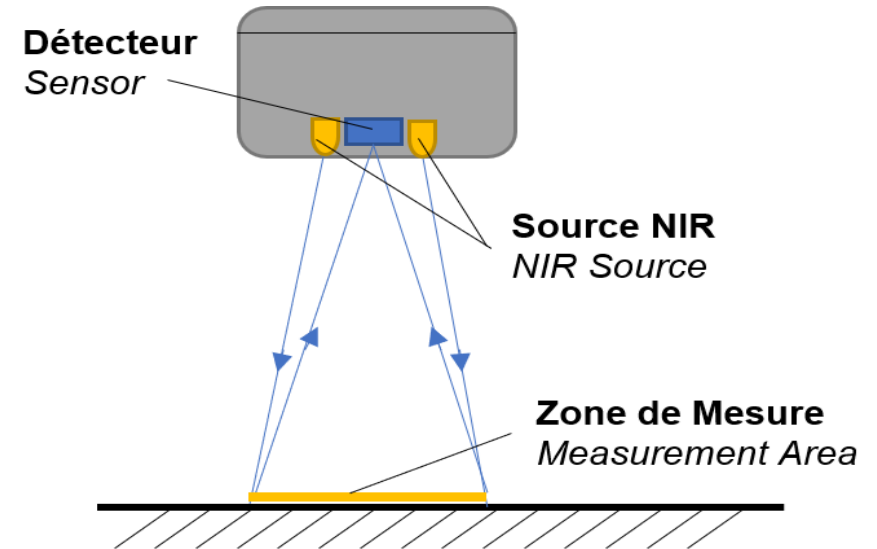 Détecteur
Sensor
Source NIR
NIR Source
Zone de Mesure
Measurement Area